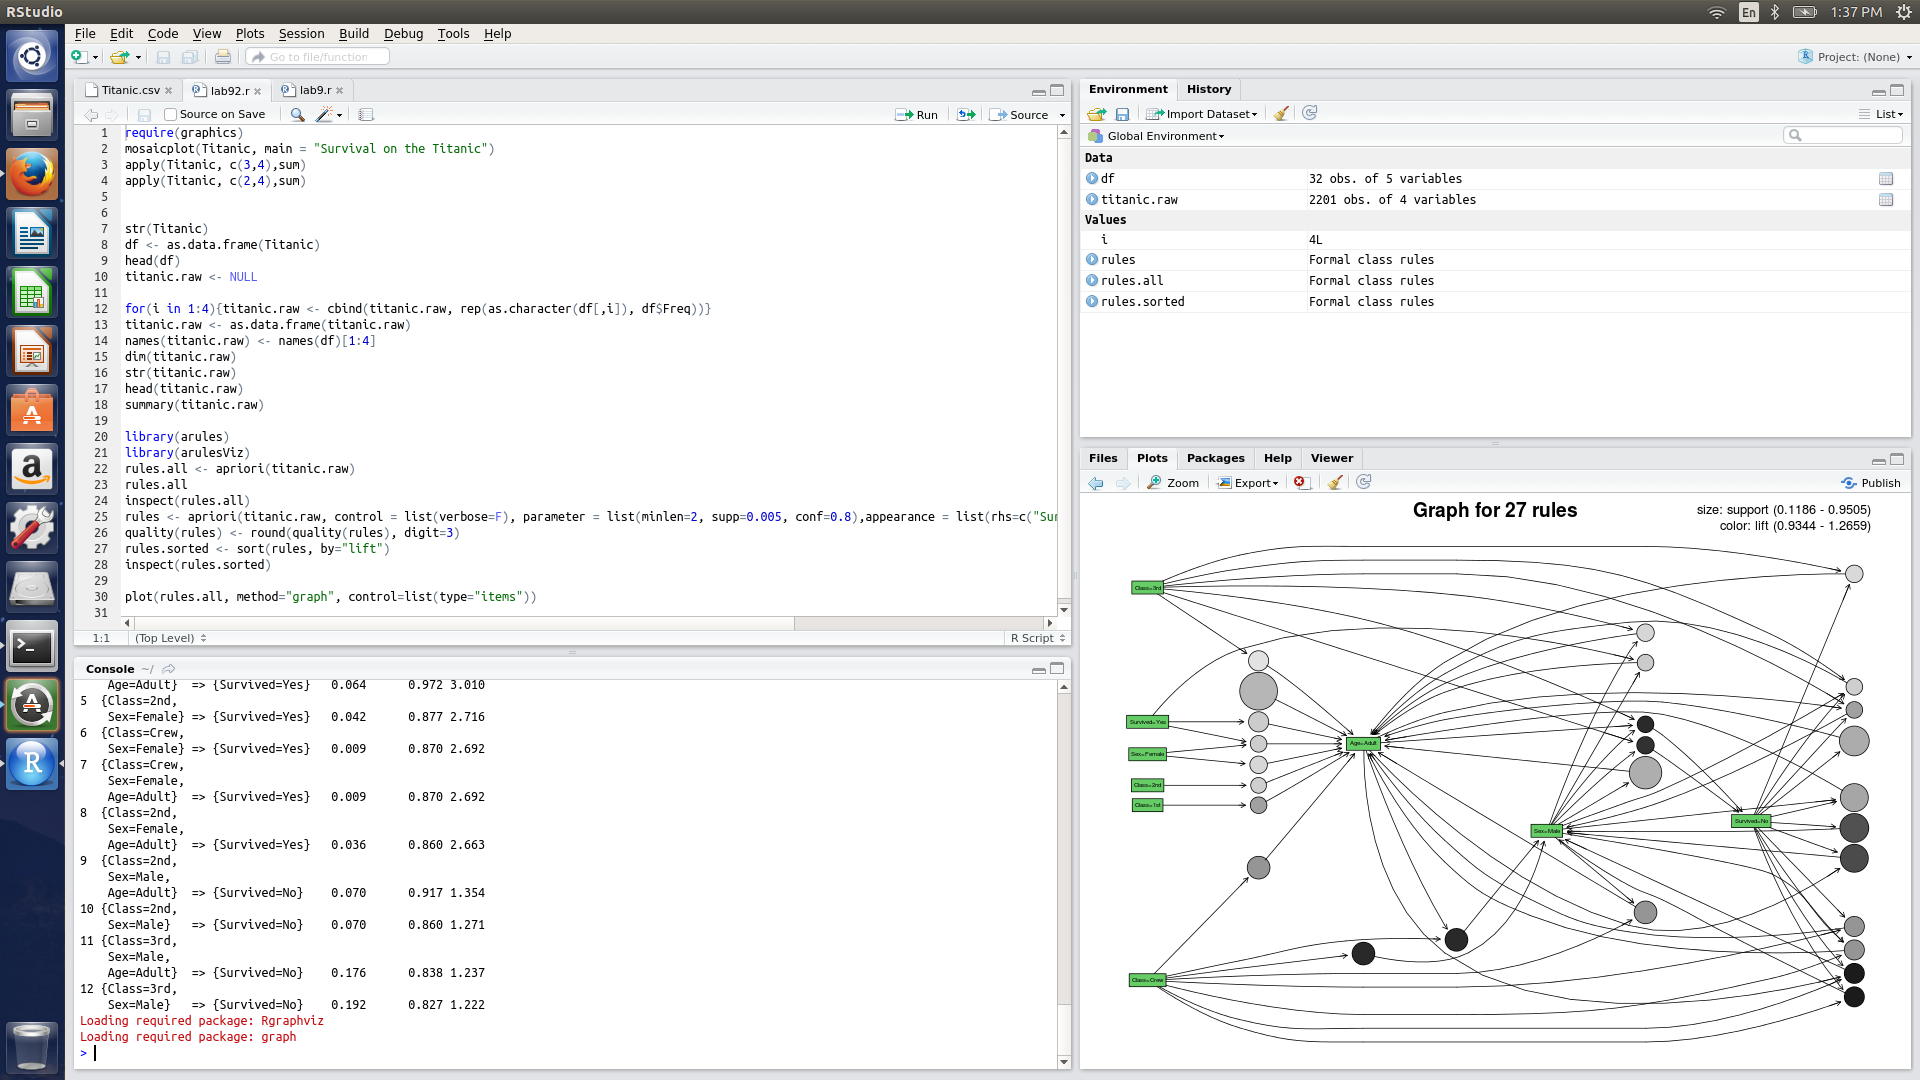 RStudio
En
1:37 PM
File Edit Code View Plots Session Build Debug Tools Help
Go to file/function
Project: (None)
Titanic.csv
lab92.r
lab9.r
Source on Save
Run
Source
1 require(graphics)
2 mosaicplot(Titanic, main = "Survival on the Titanic")
3 apply(Titanic, c(3,4),sum)
4 apply(Titanic, c(2,4),sum)
5
6
7 str(Titanic)
8 df <- as.data.frame(Titanic)
9 head(df)
10 titanic.raw <- NULL
11
12 for(i in 1:4){titanic.raw <- cbind(titanic.raw, rep(as.character(df[,i]), df$Freq))}
13 titanic.raw <- as.data.frame(titanic.raw)
14 names(titanic.raw) <- names(df)[1:4]
15 dim(titanic.raw)
16 str(titanic.raw)
17 head(titanic.raw)
18 summary(titanic.raw)
19
20 library(arules)
21 library(arulesViz)
22 rules.all <- apriori(titanic.raw)
23 rules.all
24 inspect(rules.all)
25 rules <- apriori(titanic.raw, control = list(verbose=F), parameter = list(minlen=2, supp=0.005, conf=0.8),appearance = list(rhs=c("Sur
26 quality(rules) <- round(quality(rules), digit=3)
27 rules.sorted <- sort(rules, by="lift")
28 inspect(rules.sorted)
29
30 plot(rules.all, method="graph", control=list(type="items"))
31
1:1 (Top Level) R Script
Console ~/
Age=Adult} => {Survived=Yes} 0.064 0.972 3.010
5 {Class=2nd,
Sex=Female} => {Survived=Yes} 0.042 0.877 2.716
6 {Class=Crew,
Sex=Female} => {Survived=Yes} 0.009 0.870 2.692
7 {Class=Crew,
Sex=Female,
Age=Adult} => {Survived=Yes} 0.009 0.870 2.692
8 {Class=2nd,
Sex=Female,
Age=Adult} => {Survived=Yes} 0.036 0.860 2.663
9 {Class=2nd,
Sex=Male,
Age=Adult} => {Survived=No} 0.070 0.917 1.354
10 {Class=2nd,
Sex=Male} => {Survived=No} 0.070 0.860 1.271
11 {Class=3rd,
Sex=Male,
Age=Adult} => {Survived=No} 0.176 0.838 1.237
12 {Class=3rd,
Sex=Male} => {Survived=No} 0.192 0.827 1.222
Loading required package: Rgraphviz
Loading required package: graph
>
Environment History
Import Dataset
List
Global Environment
Data
df 32 obs. of 5 variables
titanic.raw 2201 obs. of 4 variables
Values
i 4L
rules Formal class rules
rules.all Formal class rules
rules.sorted Formal class rules
Files Plots Packages Help Viewer
Zoom Export Publish
Graph for 27 rules
size: support (0.1186 - 0.9505)
color: lift (0.9344 - 1.2659)
Class=3rd
Survived=Yes
Sex=Female
Class=2nd
Class=1st
Age=Adult
Sex=Male
Survived=No
Class=Crew